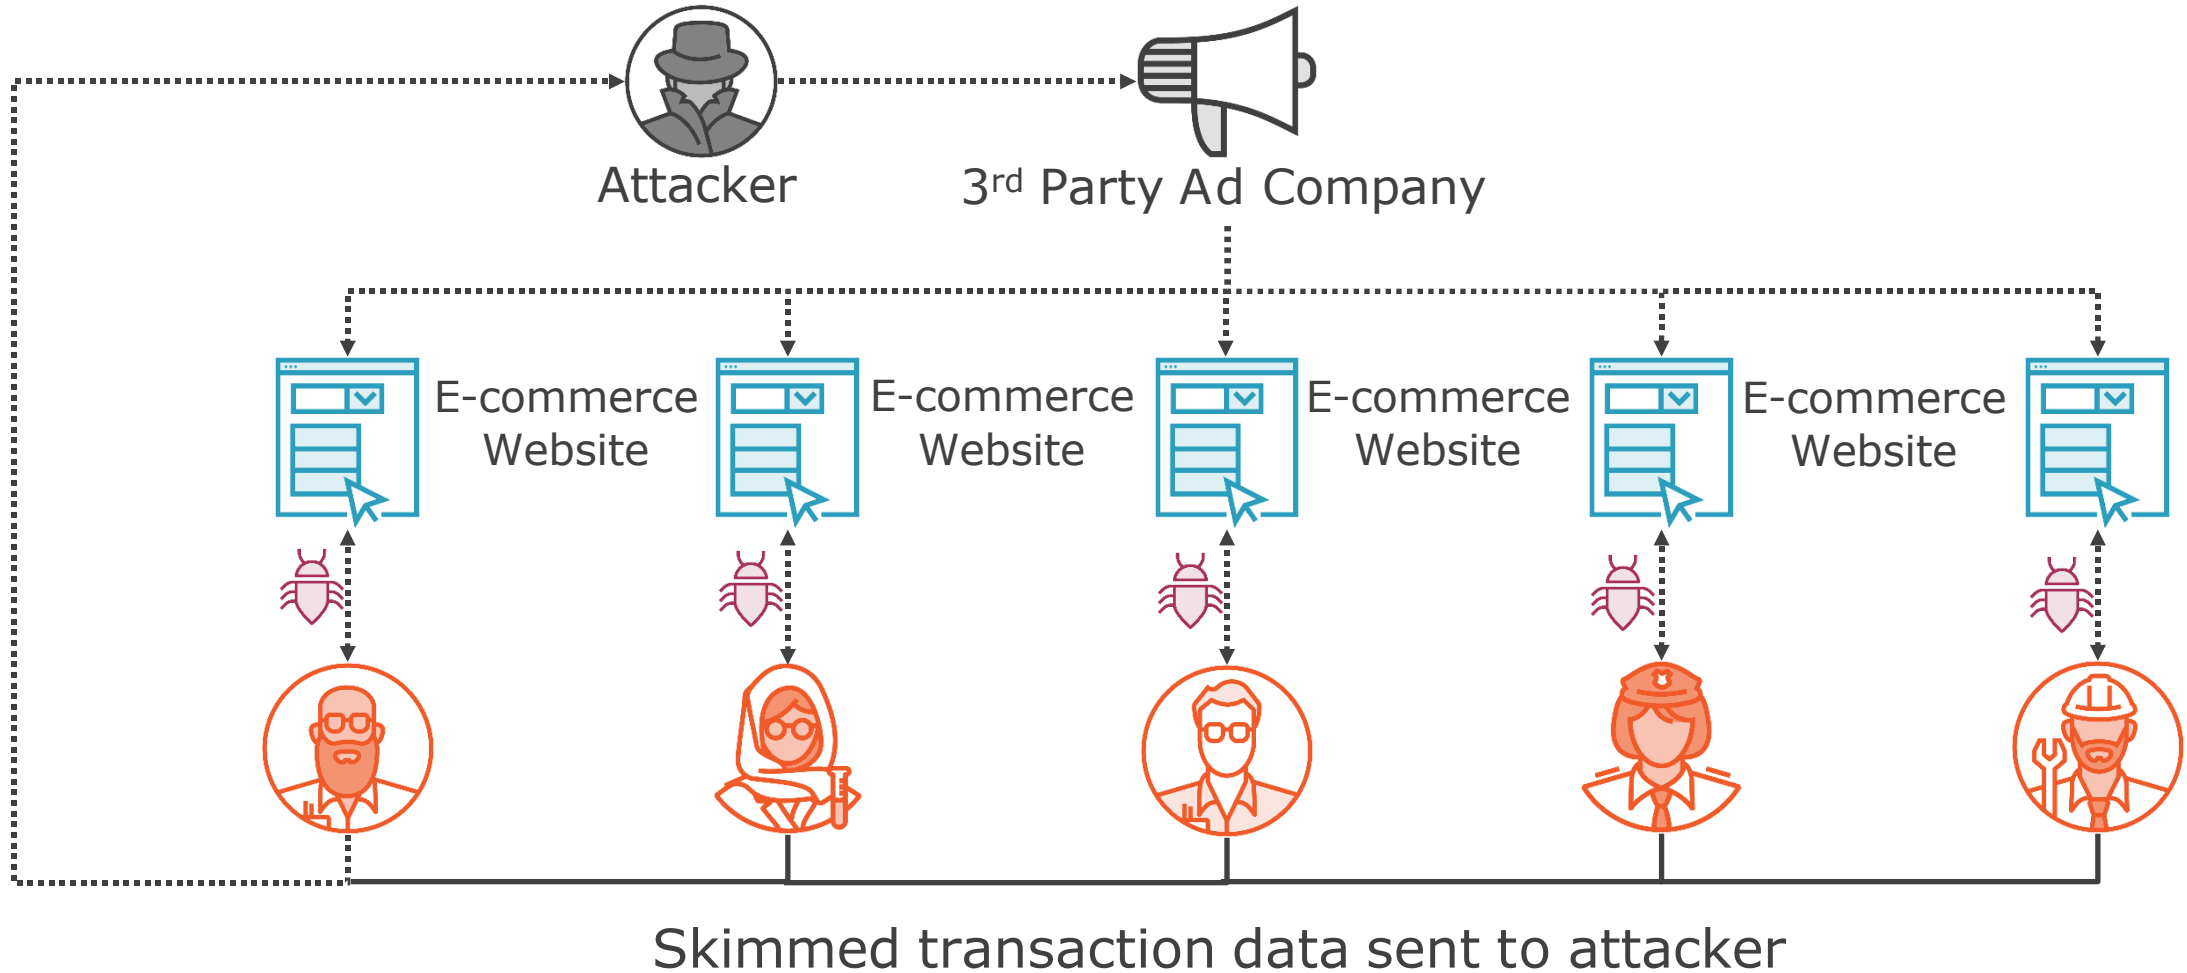 Attacker
3rd Party Ad Company
E-commerce
Website
E-commerce
Website
E-commerce
Website
E-commerce
Website
Skimmed transaction data sent to attacker